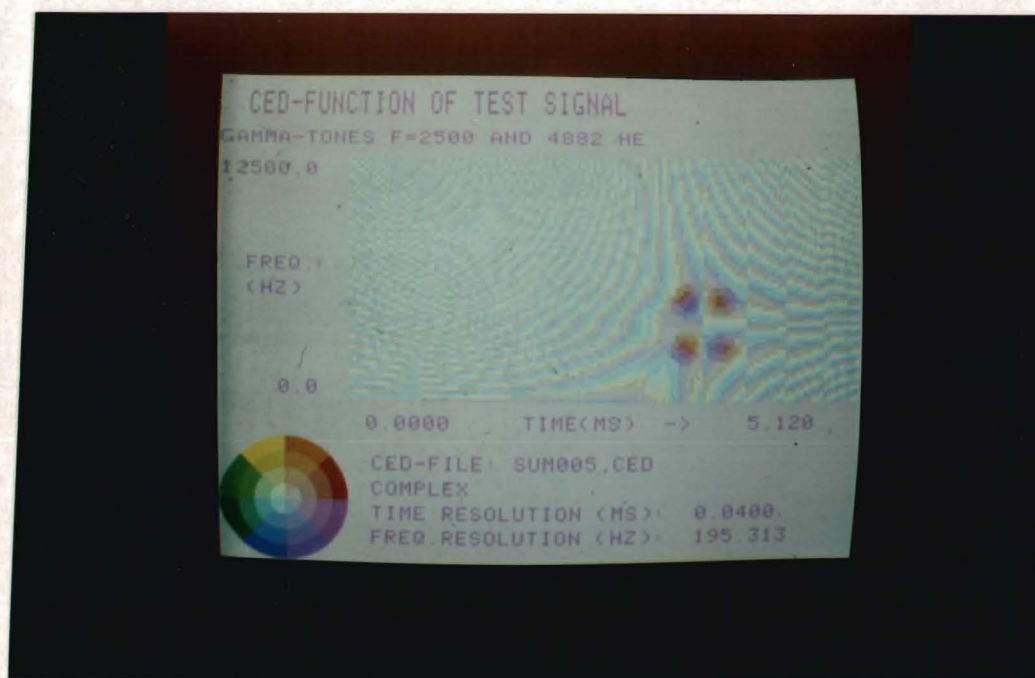 CED-FUNCTION OF TEST SIGNAL
GAMMA-TONES F=2500 AND 4882 HE
12500.0
FREQ.
(HZ)
0.0
0.0000 TIME(MS) -> 5.120
CED-FILE: SUM005.CED
COMPLEX
TIME RESOLUTION (MS): 0.0400
FREQ.RESOLUTION (HZ): 195.313